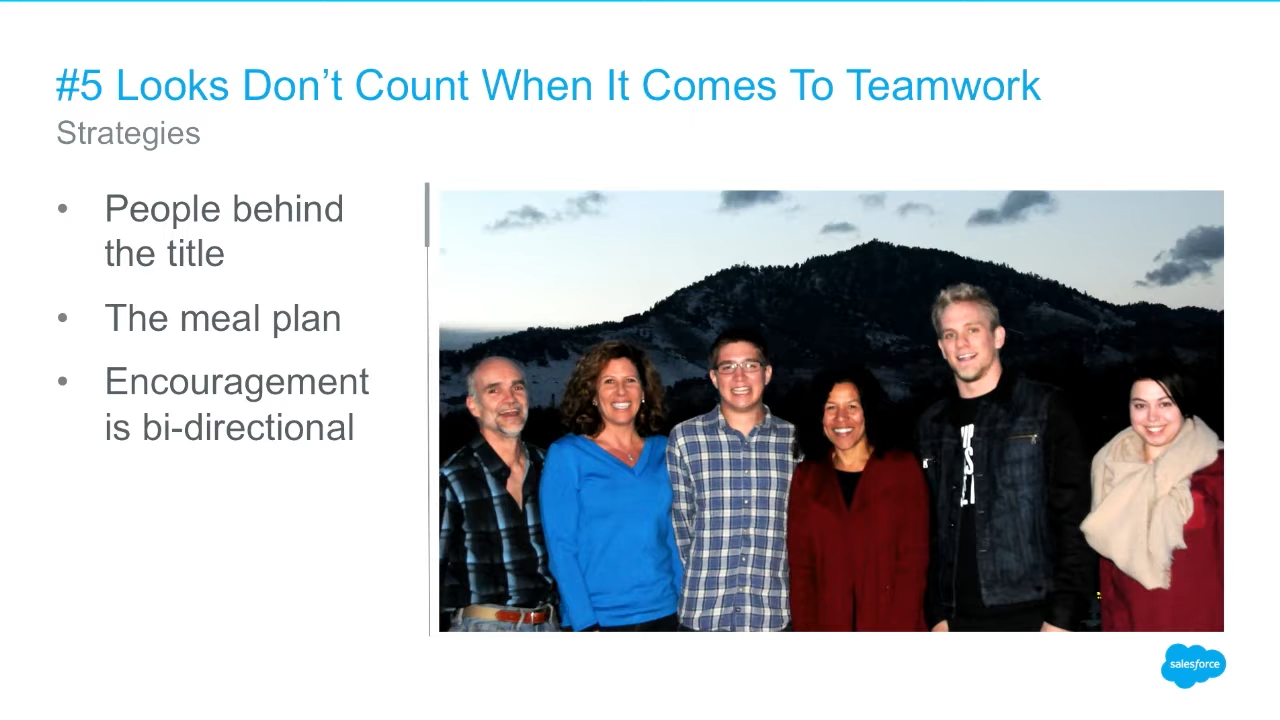 #5 Looks Don’t Count When It Comes To Teamwork
Strategies
• People behind
the title
• The meal plan
• Encouragement
is bi-directional
salesforce